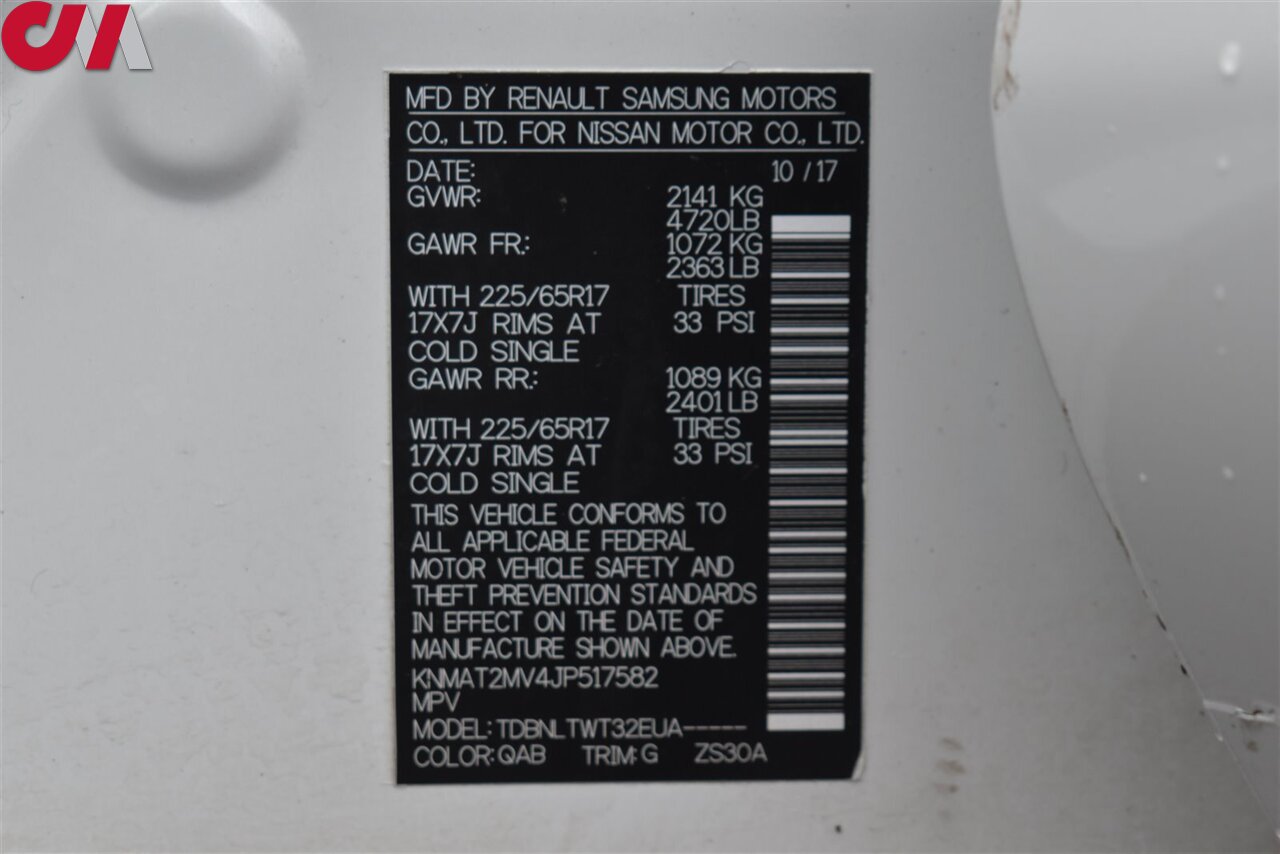 CM
MFD BY RENAULT SAMSUNG MOTORS
CO., LTD. FOR NISSAN MOTOR CO., LTD.
DATE: 10 / 17
GVWR: 2141 KG
4720LB
GAWR FR.: 1072 KG
2363 LB
WITH 225/65R17 TIRES
17X7J RIMS AT 33 PSI
COLD SINGLE
GAWR RR.: 1089 KG
2401 LB
WITH 225/65R17 TIRES
17X7J RIMS AT 33 PSI
COLD SINGLE
THIS VEHICLE CONFORMS TO
ALL APPLICABLE FEDERAL
MOTOR VEHICLE SAFETY AND
THEFT PREVENTION STANDARDS
IN EFFECT ON THE DATE OF
MANUFACTURE SHOWN ABOVE.
KNMAT2MV4JP517582
MPV
MODEL: TDBNLTWT32EUA-----
COLOR: QAB TRIM: G ZS30A